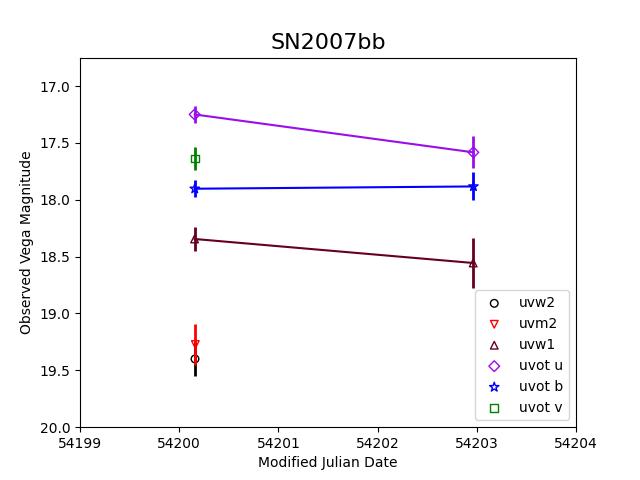 SN2007bb
Observed Vega Magnitude
17.0
17.5
18.0
18.5
19.0
19.5
20.0
uvw2
uvm2
uvw1
uvot u
uvot b
uvot v
54199
54200
54201
54202
54203
54204
Modified Julian Date